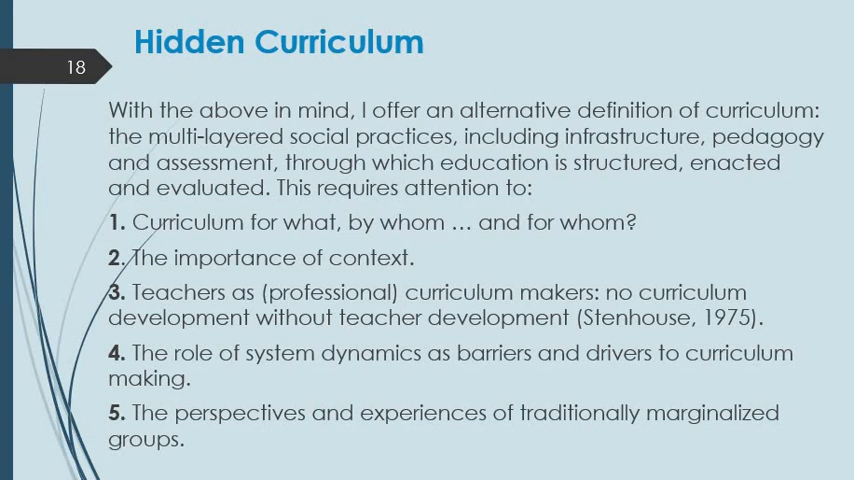 Hidden Curriculum
18
With the above in mind, I offer an alternative definition of curriculum:
the multi-layered social practices, including infrastructure, pedagogy
and assessment, through which education is structured, enacted
and evaluated. This requires attention to:
1. Curriculum for what, by whom … and for whom?
2. The importance of context.
3. Teachers as (professional) curriculum makers: no curriculum
development without teacher development (Stenhouse, 1975).
4. The role of system dynamics as barriers and drivers to curriculum
making.
5. The perspectives and experiences of traditionally marginalized
groups.